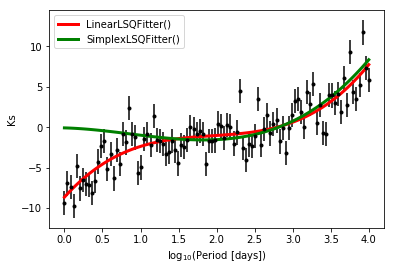 LinearLSQFitter()
SimplexLSQFitter()
Ks
10
5
0
−5
−10
0.0 0.5 1.0 1.5 2.0 2.5 3.0 3.5 4.0
log₁₀(Period [days])